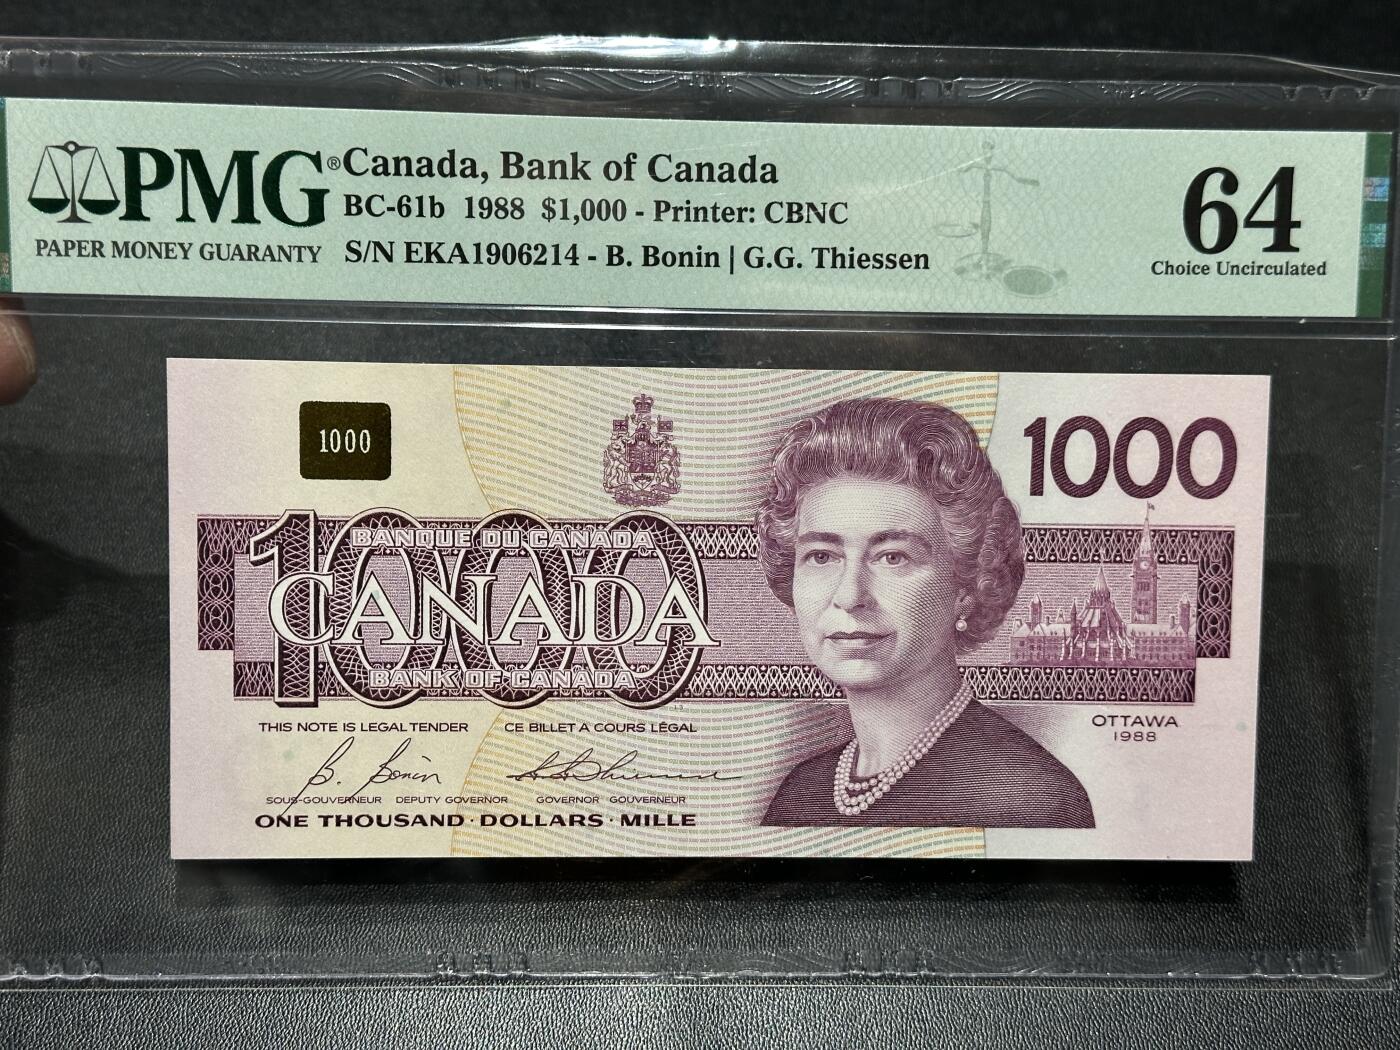 PMG®
PAPER MONEY GUARANTY
Canada, Bank of Canada
BC-61b 1988 $1,000 - Printer: CBNC
S/N EKA1906214 - B. Bonin | G.G. Thiessen
64
Choice Uncirculated
1000
1000
1000
BANQUE DU CANADA
CANADA
BANK OF CANADA
THIS NOTE IS LEGAL TENDER
CE BILLET A COURS LÉGAL
B. Bonin
SOUS-GOUVERNEUR DEPUTY GOVERNOR
GOVERNOR GOUVERNEUR
ONE THOUSAND·DOLLARS·MILLE
OTTAWA
1988